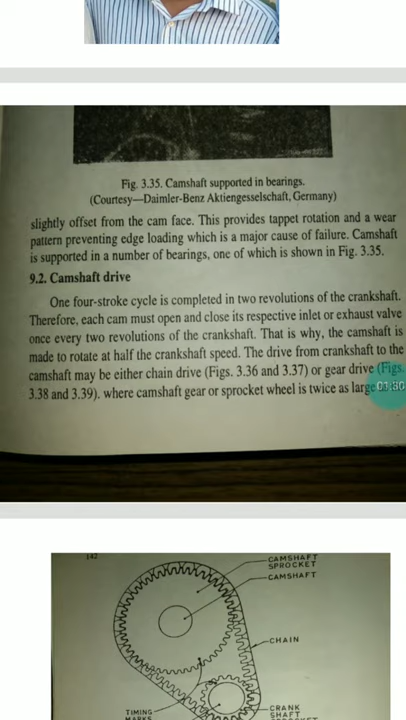 Fig. 3.35. Camshaft supported in bearings.
(Courtesy—Daimler-Benz Aktiengesselschaft, Germany)
slightly offset from the cam face. This provides tappet rotation and a wear
pattern preventing edge loading which is a major cause of failure. Camshaft
is supported in a number of bearings, one of which is shown in Fig. 3.35.
9.2. Camshaft drive
One four-stroke cycle is completed in two revolutions of the crankshaft.
Therefore, each cam must open and close its respective inlet or exhaust valve
once every two revolutions of the crankshaft. That is why, the camshaft is
made to rotate at half the crankshaft speed. The drive from crankshaft to the
camshaft may be either chain drive (Figs. 3.36 and 3.37) or gear drive (Figs.
3.38 and 3.39). where camshaft gear or sprocket wheel is twice as large
01:30
142
CAMSHAFT
SPROCKET
CAMSHAFT
CHAIN
TIMING
MARKS
CRANK
SHAFT
SPROCKET